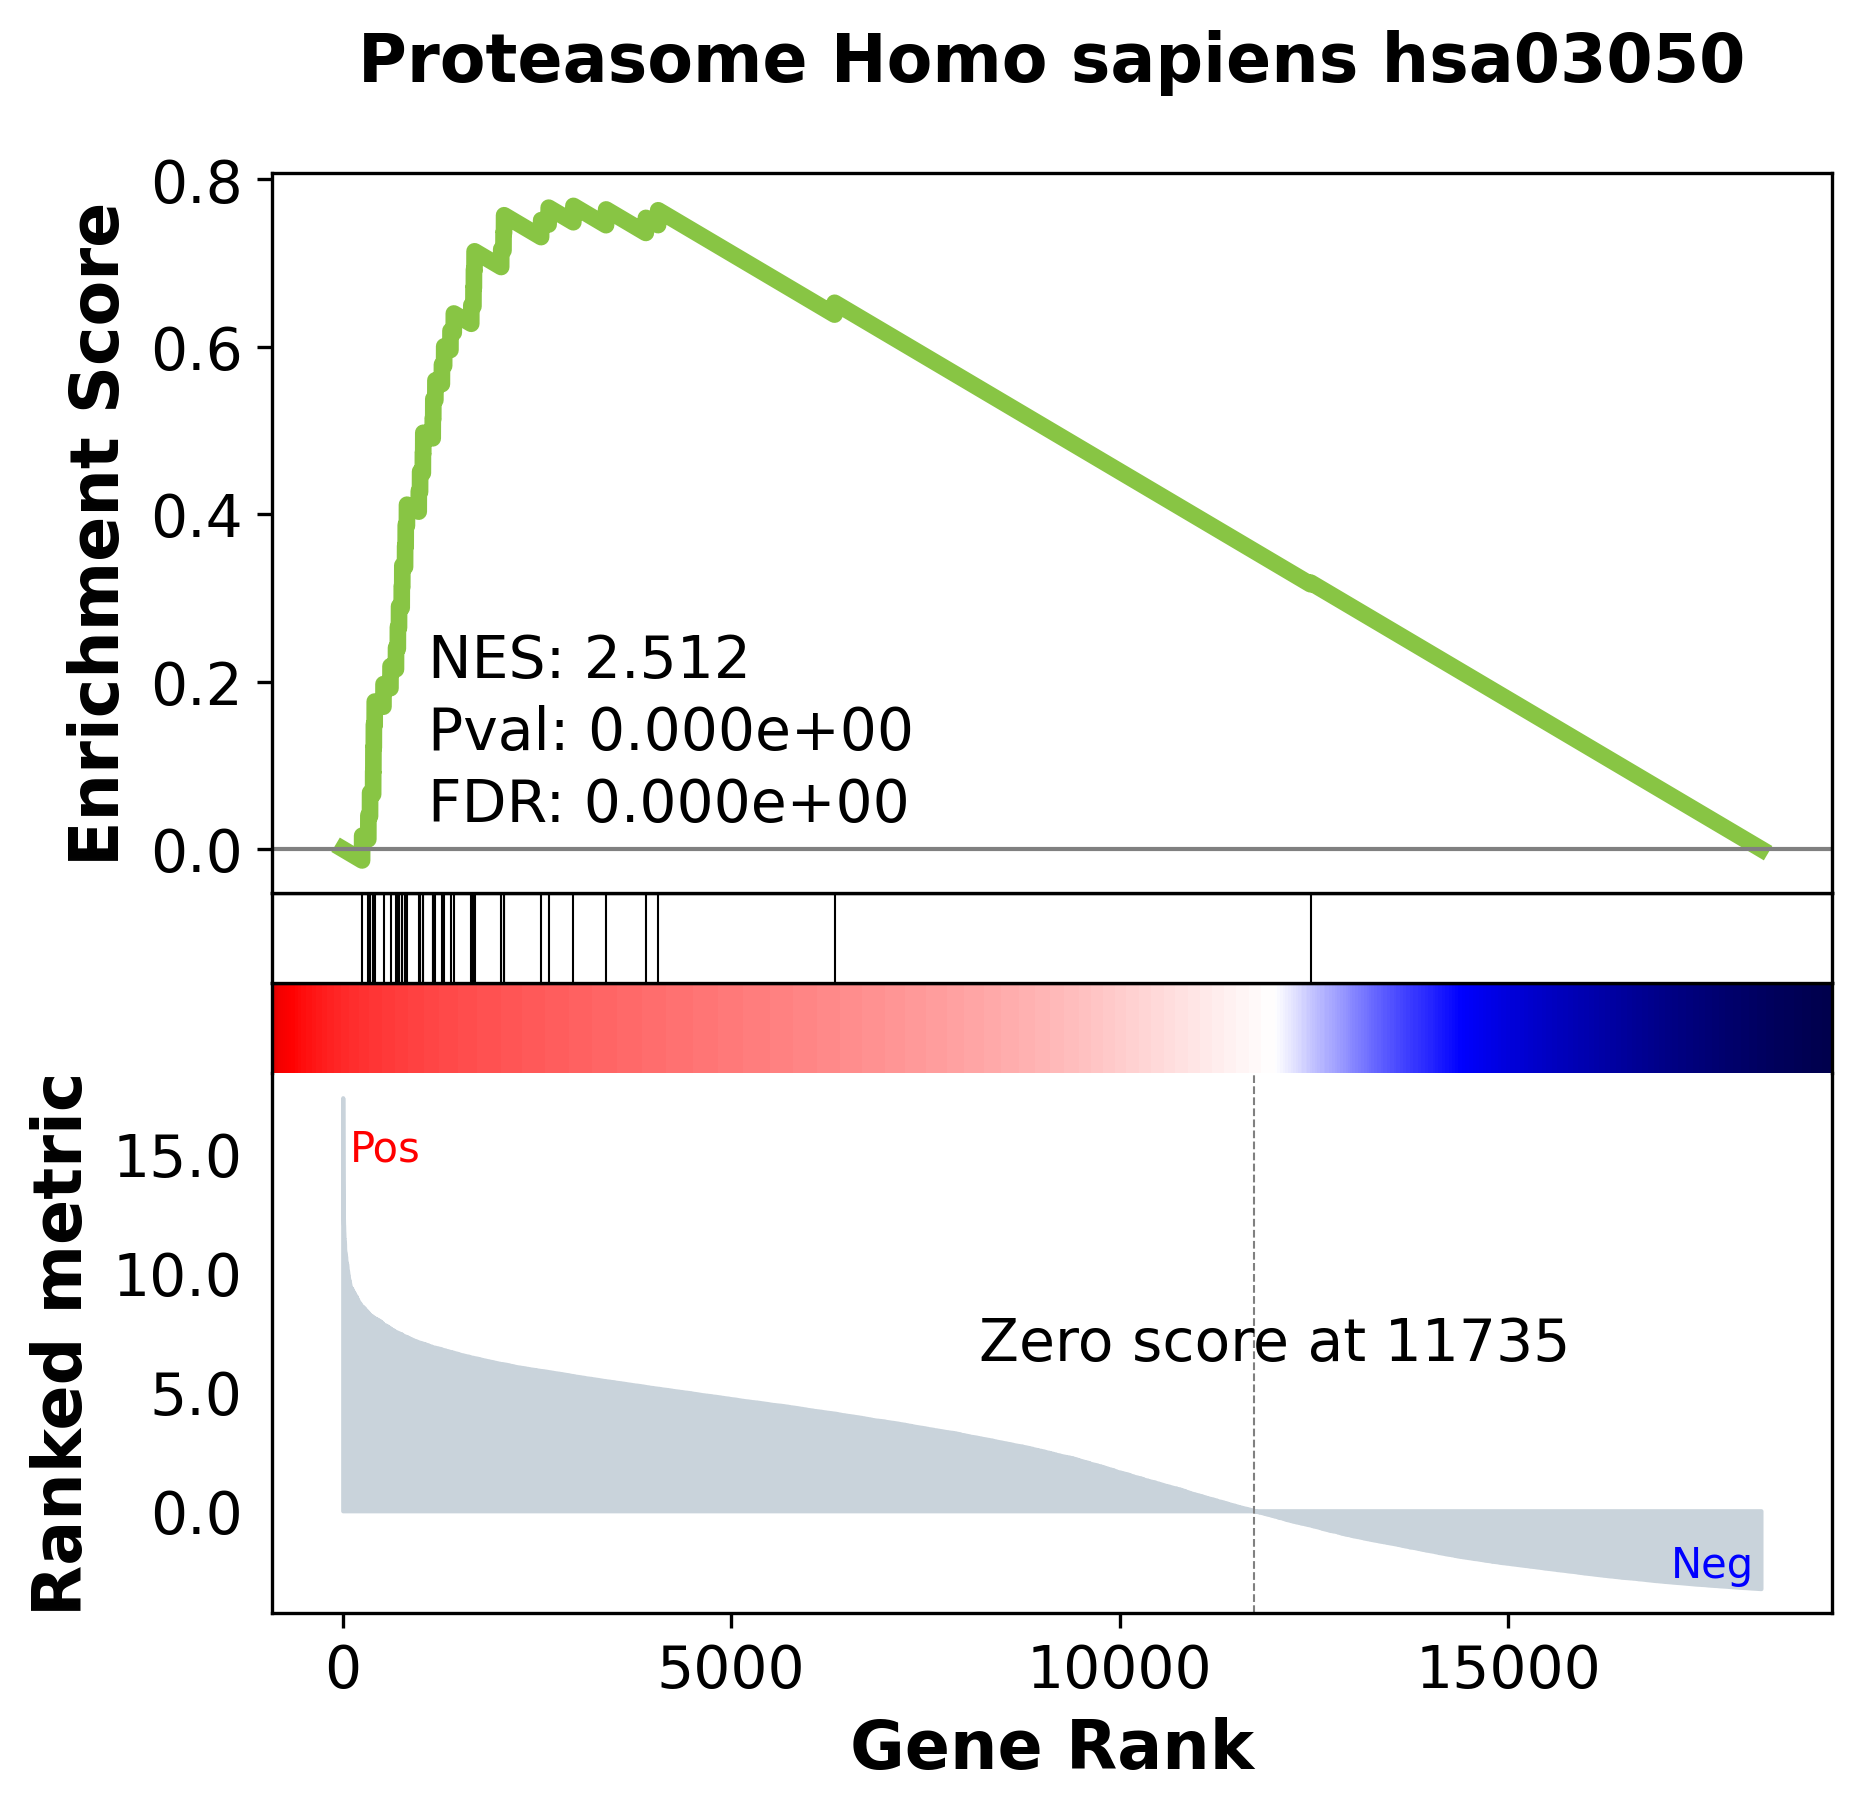 Proteasome Homo sapiens hsa03050
Enrichment Score
0.8
0.6
0.4
0.2
0.0
NES: 2.512
Pval: 0.000e+00
FDR: 0.000e+00
Ranked metric
15.0
10.0
5.0
0.0
Pos
Zero score at 11735
Neg
0 5000 10000 15000
Gene Rank